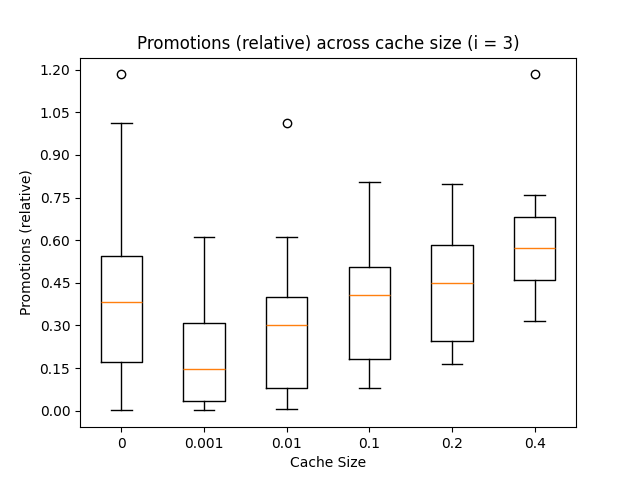 Promotions (relative) across cache size (i = 3)
1.20
1.05
0.90
0.75
0.60
0.45
0.30
0.15
0.00
Promotions (relative)
0 0.001 0.01 0.1 0.2 0.4
Cache Size